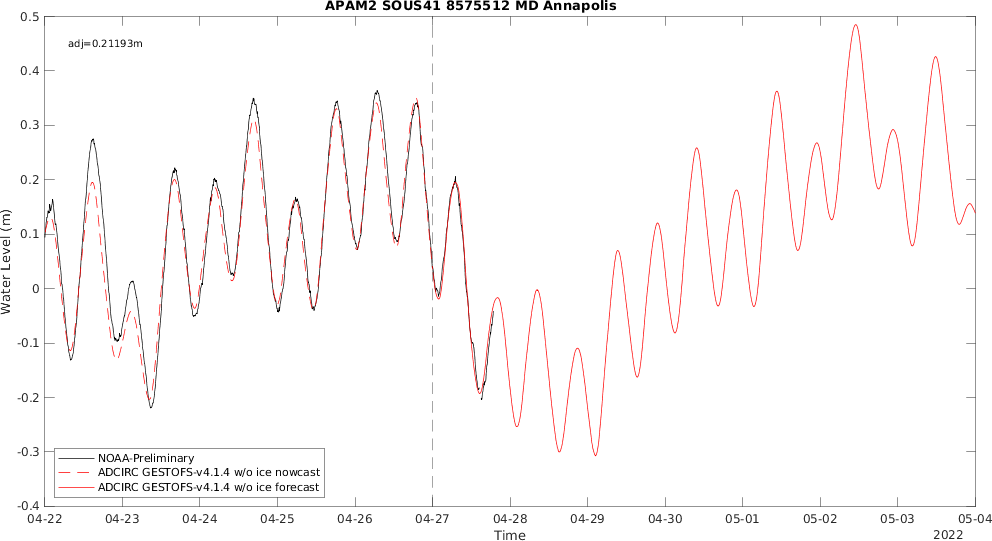 APAM2 SOUS41 8575512 MD Annapolis
adj=0.21193m
0.5
0.4
0.3
0.2
0.1
0
-0.1
-0.2
-0.3
-0.4
Water Level (m)
NOAA-Preliminary
ADCIRC GESTOFS-v4.1.4 w/o ice nowcast
ADCIRC GESTOFS-v4.1.4 w/o ice forecast
04-22 04-23 04-24 04-25 04-26 04-27 04-28 04-29 04-30 05-01 05-02 05-03 05-04
Time
2022